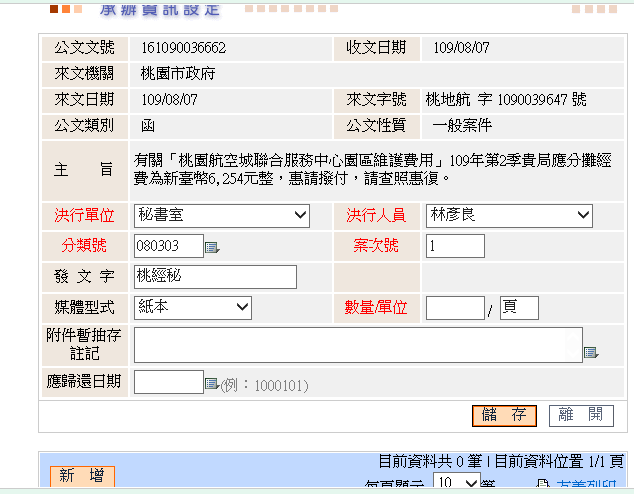 承辦資訊設定
公文文號 161090036662 收文日期 109/08/07
來文機關 桃園市政府
來文日期 109/08/07 來文字號 桃地航 字 1090039647 號
公文類別 函 公文性質 一般案件
主 旨 有關「桃園航空城聯合服務中心園區維護費用」109年第2季貴局應分攤經
費為新臺幣6,254元整，惠請撥付，請查照惠復。
決行單位 秘書室 決行人員 林彥良
分類號 080303 案次號 1
發 文 字 桃經秘
媒體型式 紙本 數量/單位 / 頁
附件暫抽存
註記
應歸還日期 (例：1000101)
儲 存 離 開
目前資料共 0 筆 | 目前資料位置 1/1 頁
新 增
每頁顯示 10 筆 友善列印